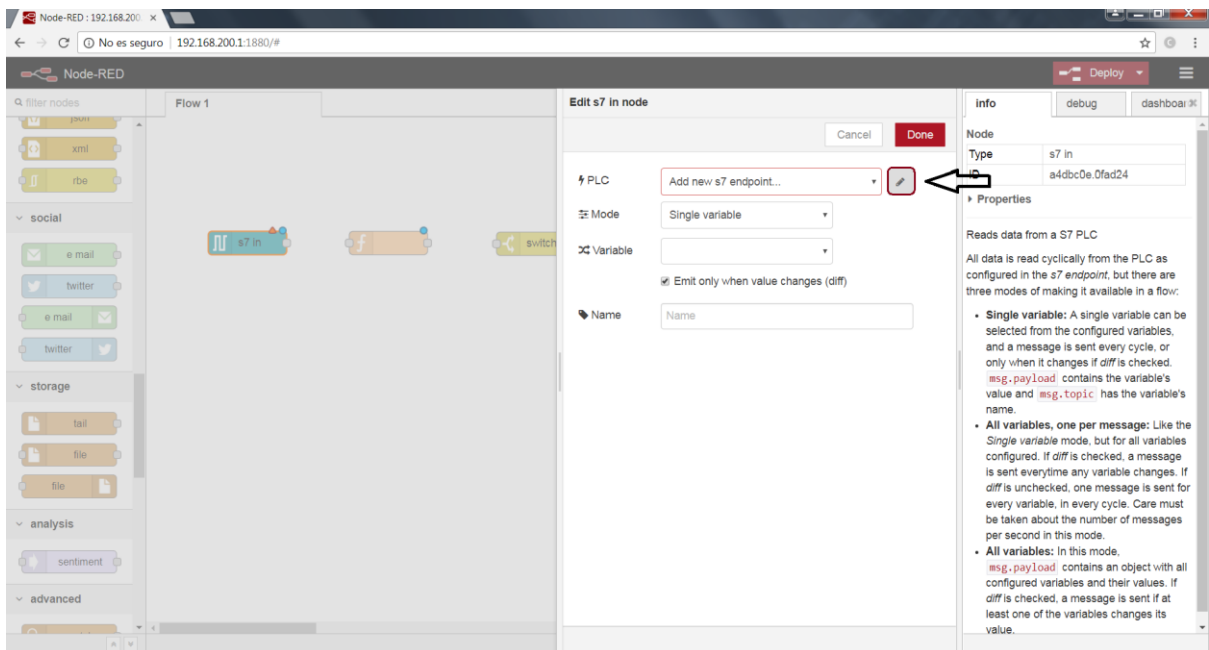 Node-RED : 192.168.200.
No es seguro
192.168.200.1:1880/#
Node-RED
Deploy
filter nodes
json
xml
rbe
social
e mail
twitter
e mail
twitter
storage
tail
file
file
analysis
sentiment
advanced
Flow 1
s7 in
f
switch
Edit s7 in node
Cancel
Done
PLC
Add new s7 endpoint...
Mode
Single variable
Variable
Emit only when value changes (diff)
Name
Name
info
debug
dashboar
Node
Type
s7 in
ID
a4dbc0e.0fad24
Properties
Reads data from a S7 PLC
All data is read cyclically from the PLC as
configured in the s7 endpoint, but there are
three modes of making it available in a flow:
• Single variable: A single variable can be
selected from the configured variables,
and a message is sent every cycle, or
only when it changes if diff is checked.
msg.payload contains the variable's
value and msg.topic has the variable's
name.
• All variables, one per message: Like the
Single variable mode, but for all variables
configured. If diff is checked, a message
is sent everytime any variable changes. If
diff is unchecked, one message is sent for
every variable, in every cycle. Care must
be taken about the number of messages
per second in this mode.
• All variables: In this mode,
msg.payload contains an object with all
configured variables and their values. If
diff is checked, a message is sent if at
least one of the variables changes its
value.